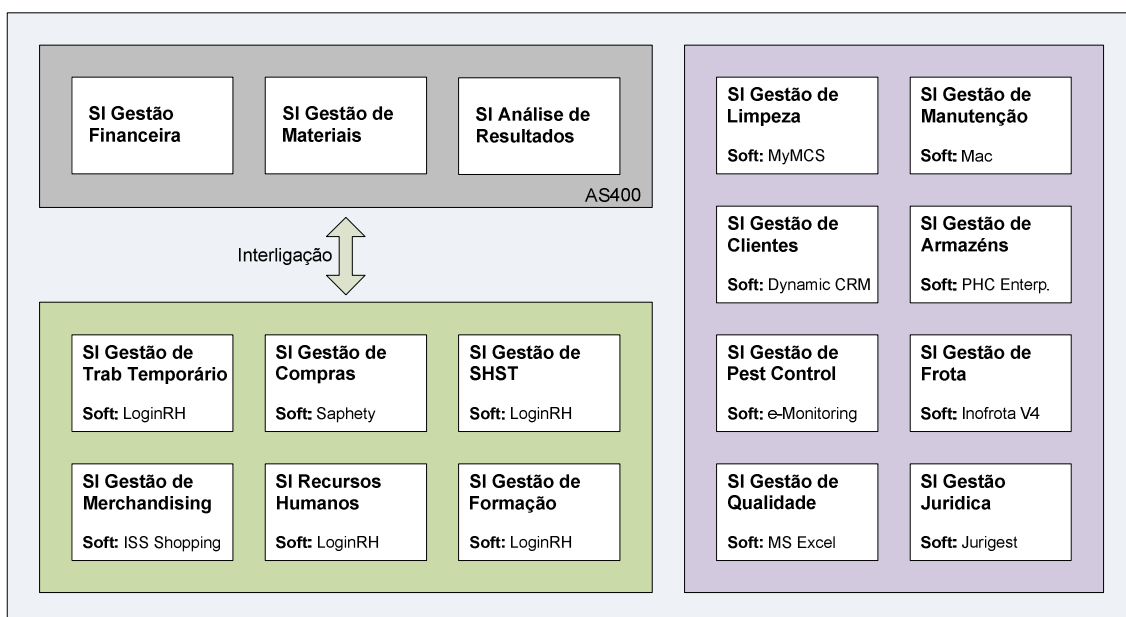 SI Gestão
Financeira
SI Gestão de
Materiais
SI Análise de
Resultados
AS400
Interligação
SI Gestão de
Trab Temporário
Soft: LoginRH
SI Gestão de
Compras
Soft: Saphety
SI Gestão de
SHST
Soft: LoginRH
SI Gestão de
Merchandising
Soft: ISS Shopping
SI Recursos
Humanos
Soft: LoginRH
SI Gestão de
Formação
Soft: LoginRH
SI Gestão de
Limpeza
Soft: MyMCS
SI Gestão de
Manutenção
Soft: Mac
SI Gestão de
Clientes
Soft: Dynamic CRM
SI Gestão de
Armazéns
Soft: PHC Enterp.
SI Gestão de
Pest Control
Soft: e-Monitoring
SI Gestão de
Frota
Soft: Inofrota V4
SI Gestão de
Qualidade
Soft: MS Excel
SI Gestão
Juridica
Soft: Jurigest